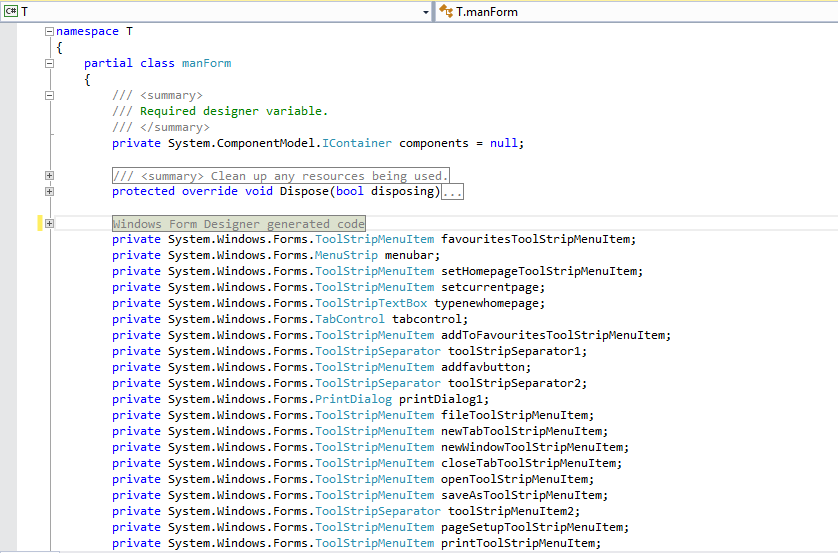 C# T T.manForm
namespace T
{
partial class manForm
{
/// <summary>
/// Required designer variable.
/// </summary>
private System.ComponentModel.IContainer components = null;
/// <summary> Clean up any resources being used.
protected override void Dispose(bool disposing)...
Windows Form Designer generated code
private System.Windows.Forms.ToolStripMenuItem favouritesToolStripMenuItem;
private System.Windows.Forms.MenuStrip menubar;
private System.Windows.Forms.ToolStripMenuItem setHomepageToolStripMenuItem;
private System.Windows.Forms.ToolStripMenuItem setcurrentpage;
private System.Windows.Forms.ToolStripTextBox typenewhomepage;
private System.Windows.Forms.TabControl tabcontrol;
private System.Windows.Forms.ToolStripMenuItem addToFavouritesToolStripMenuItem;
private System.Windows.Forms.ToolStripSeparator toolStripSeparator1;
private System.Windows.Forms.ToolStripMenuItem addfavbutton;
private System.Windows.Forms.ToolStripSeparator toolStripSeparator2;
private System.Windows.Forms.PrintDialog printDialog1;
private System.Windows.Forms.ToolStripMenuItem fileToolStripMenuItem;
private System.Windows.Forms.ToolStripMenuItem newTabToolStripMenuItem;
private System.Windows.Forms.ToolStripMenuItem newWindowToolStripMenuItem;
private System.Windows.Forms.ToolStripMenuItem closeTabToolStripMenuItem;
private System.Windows.Forms.ToolStripMenuItem openToolStripMenuItem;
private System.Windows.Forms.ToolStripMenuItem saveAsToolStripMenuItem;
private System.Windows.Forms.ToolStripSeparator toolStripMenuItem2;
private System.Windows.Forms.ToolStripMenuItem pageSetupToolStripMenuItem;
private System.Windows.Forms.ToolStripMenuItem printToolStripMenuItem;